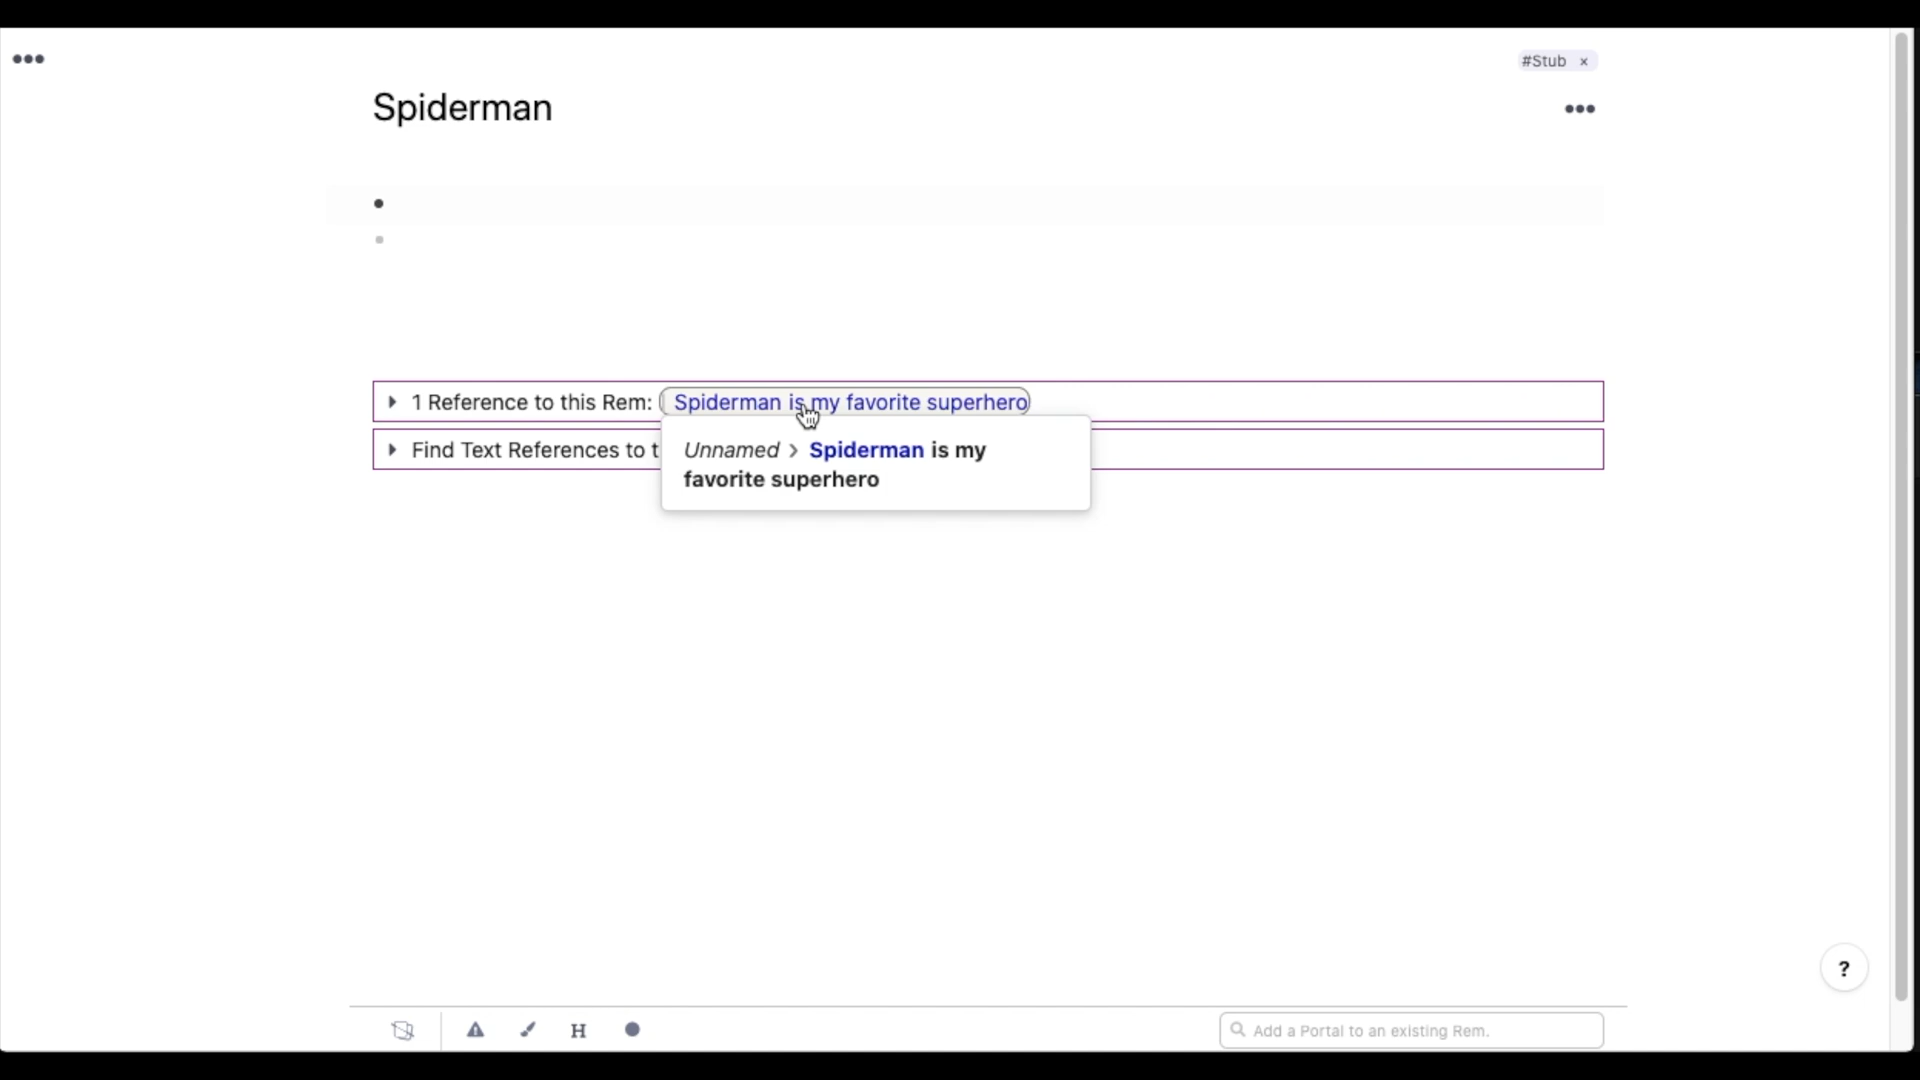 #Stub ×
Spiderman
1 Reference to this Rem: Spiderman is my favorite superhero
Find Text References to t
Unnamed › Spiderman is my
favorite superhero
?
H
Add a Portal to an existing Rem.